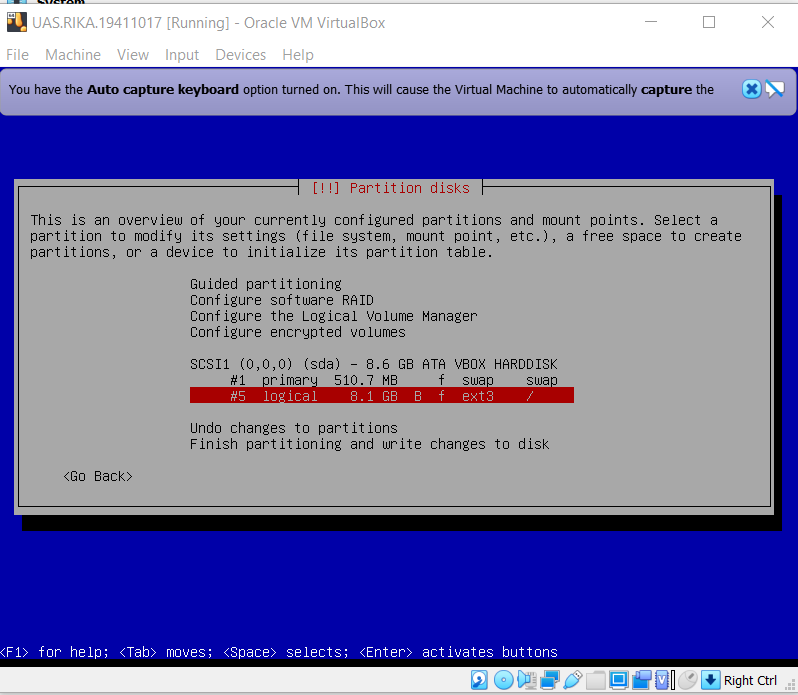 System
UAS.RIKA.19411017 [Running] - Oracle VM VirtualBox
File Machine View Input Devices Help
You have the Auto capture keyboard option turned on. This will cause the Virtual Machine to automatically capture the
[!!] Partition disks
This is an overview of your currently configured partitions and mount points. Select a
partition to modify its settings (file system, mount point, etc.), a free space to create
partitions, or a device to initialize its partition table.
Guided partitioning
Configure software RAID
Configure the Logical Volume Manager
Configure encrypted volumes
SCSI1 (0,0,0) (sda) - 8.6 GB ATA VBOX HARDDISK
#1 primary 510.7 MB f swap swap
#5 logical 8.1 GB B f ext3 /
Undo changes to partitions
Finish partitioning and write changes to disk
<Go Back>
<F1> for help; <Tab> moves; <Space> selects; <Enter> activates buttons
Right Ctrl